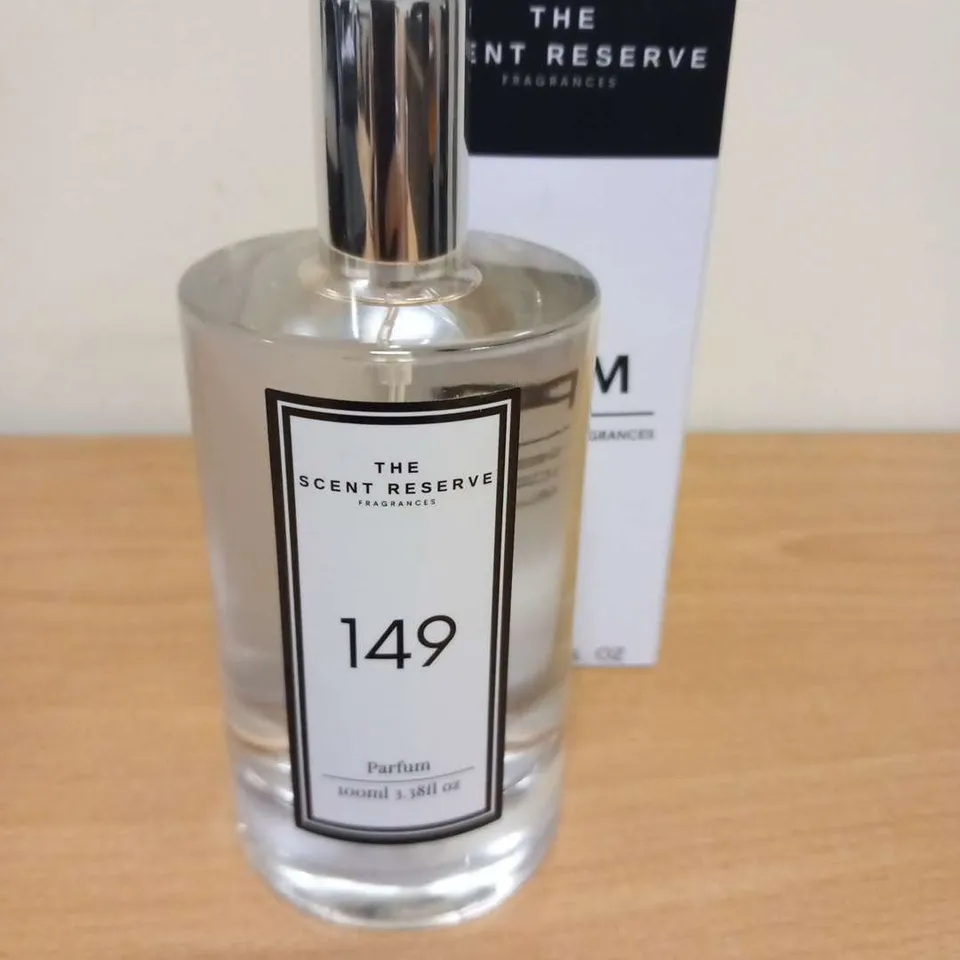 THE
ENT RESERVE
FRAGRANCES
M
GRANCES
OZ
THE
SCENT RESERVE
FRAGRANCES
149
Parfum
100ml 3.38fl oz